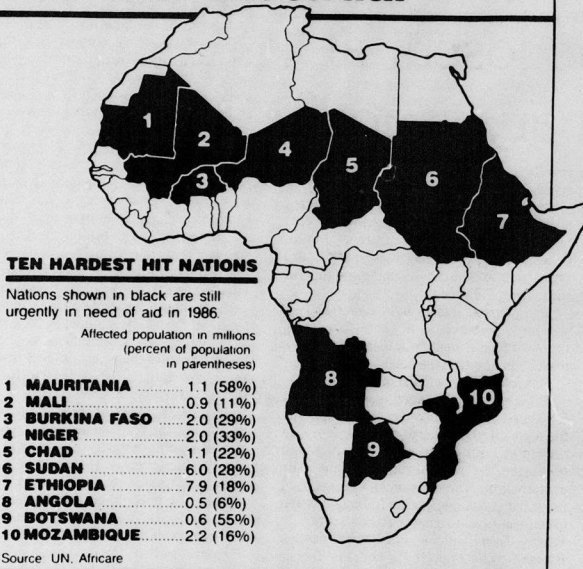 TEN HARDEST HIT NATIONS
Nations shown in black are still
urgently in need of aid in 1986.
Affected population in millions
(percent of population
in parentheses)
1 MAURITANIA ........ 1.1 (58%)
2 MALI ........ 0.9 (11%)
3 BURKINA FASO ........ 2.0 (29%)
4 NIGER ........ 2.0 (33%)
5 CHAD ........ 1.1 (22%)
6 SUDAN ........ 6.0 (28%)
7 ETHIOPIA ........ 7.9 (18%)
8 ANGOLA ........ 0.5 (6%)
9 BOTSWANA ........ 0.6 (55%)
10 MOZAMBIQUE ........ 2.2 (16%)
Source UN, Africare
1
2
3
4
5
6
7
8
9
10